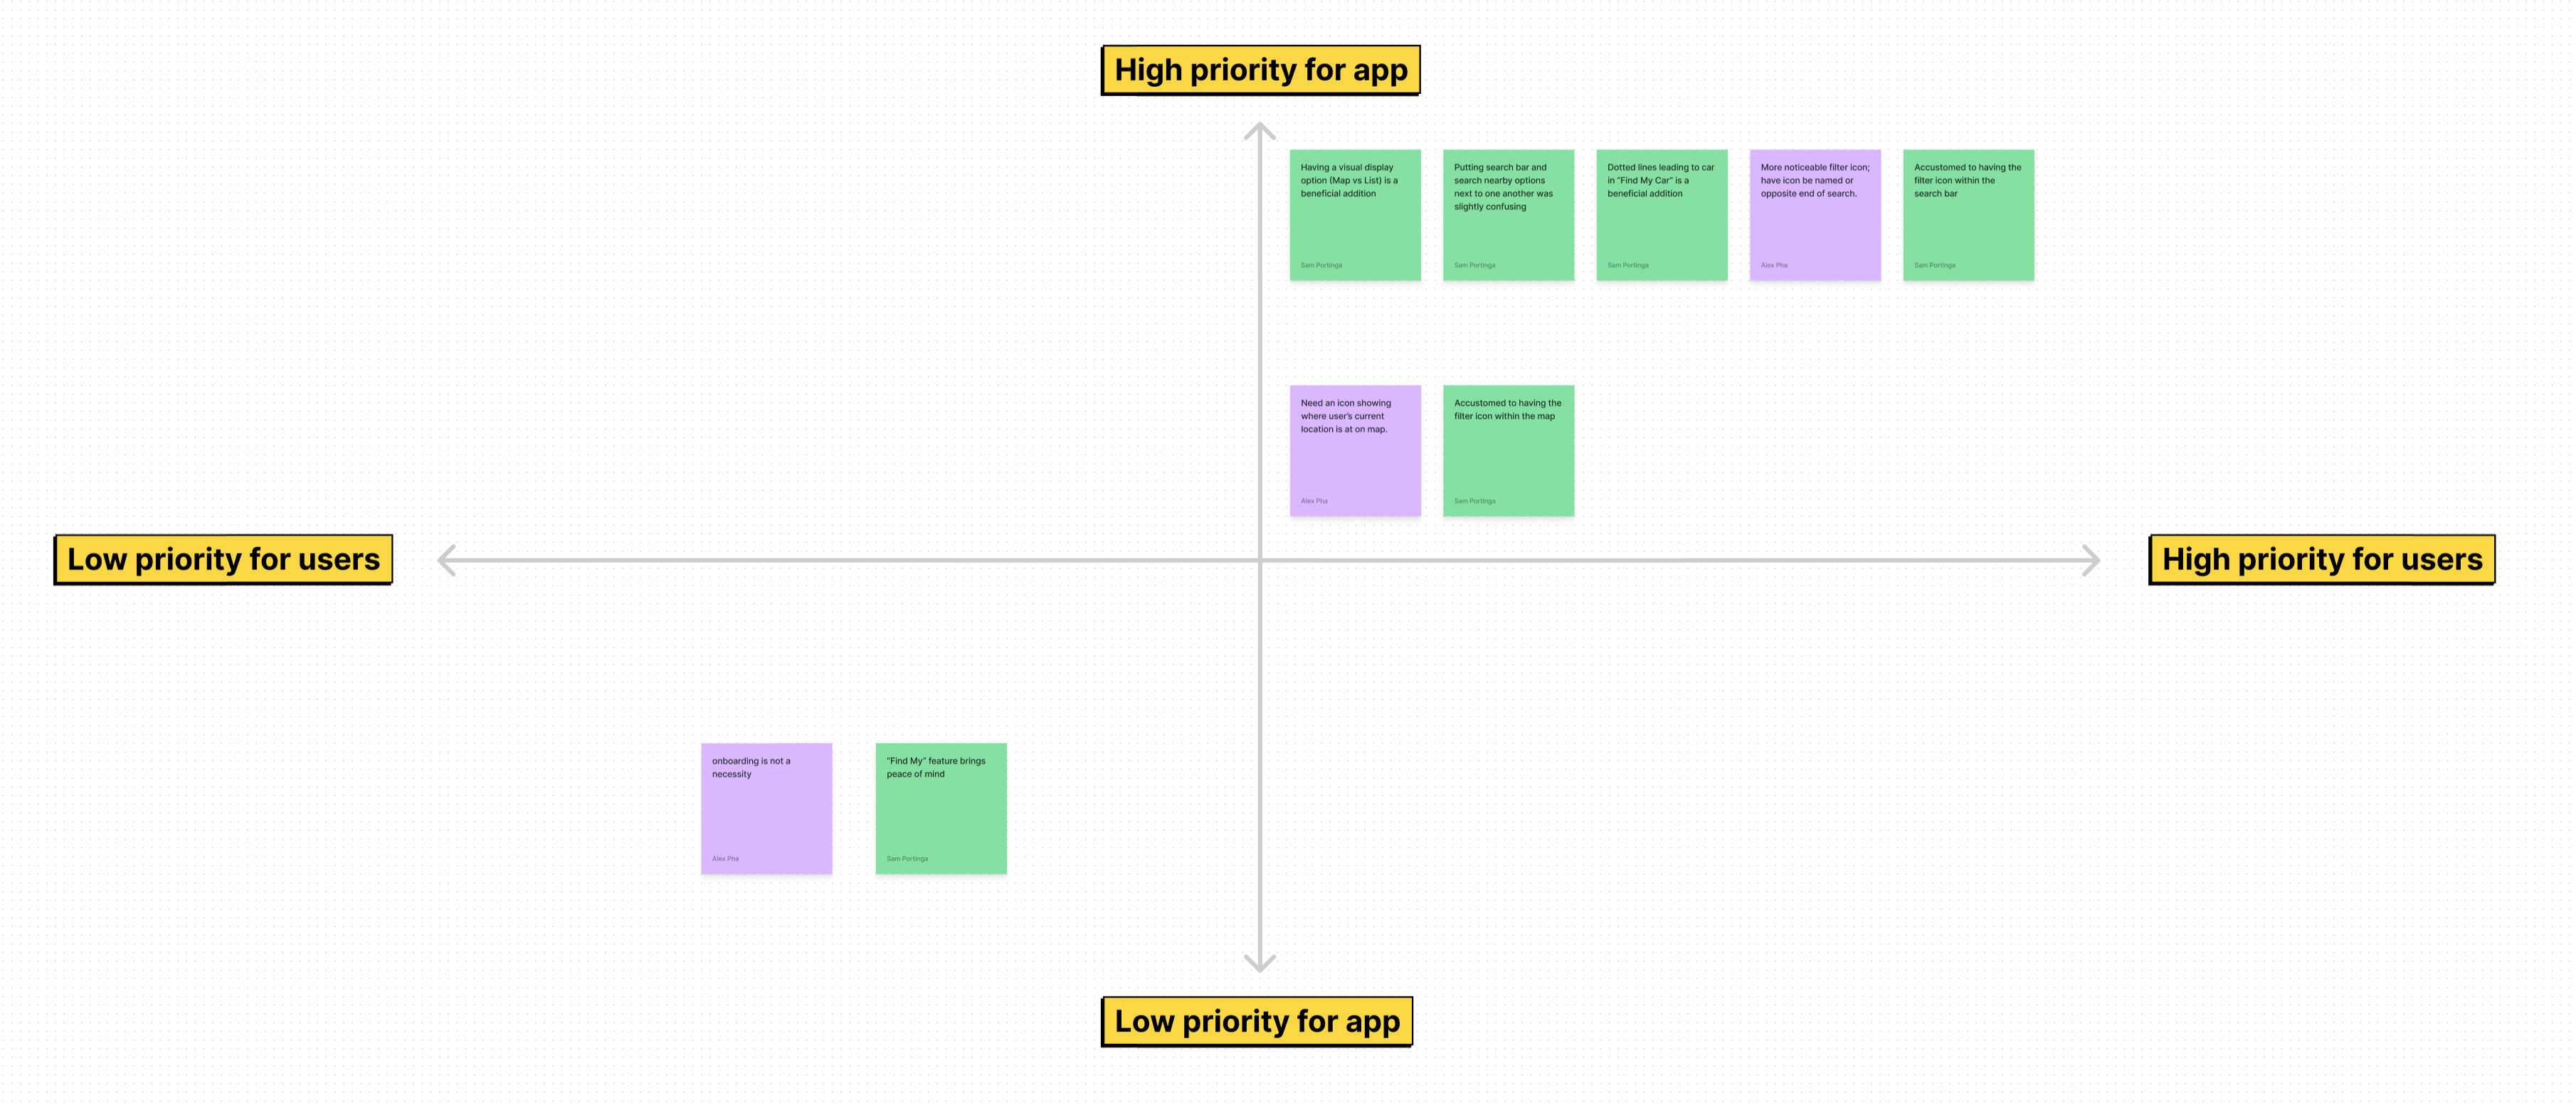 High priority for app
Having a visual display
option (Map vs List) is a
beneficial addition
Sam Portinga
Putting search bar and
search nearby options
next to one another was
slightly confusing
Sam Portinga
Dotted lines leading to car
in "Find My Car" is a
beneficial addition
Sam Portinga
More noticeable filter icon;
have icon be named or
opposite end of search.
Alex Pha
Accustomed to having the
filter icon within the
search bar
Sam Portinga
Need an icon showing
where user's current
location is at on map.
Alex Pha
Accustomed to having the
filter icon within the map
Sam Portinga
Low priority for users
High priority for users
onboarding is not a
necessity
Alex Pha
"Find My" feature brings
peace of mind
Sam Portinga
Low priority for app